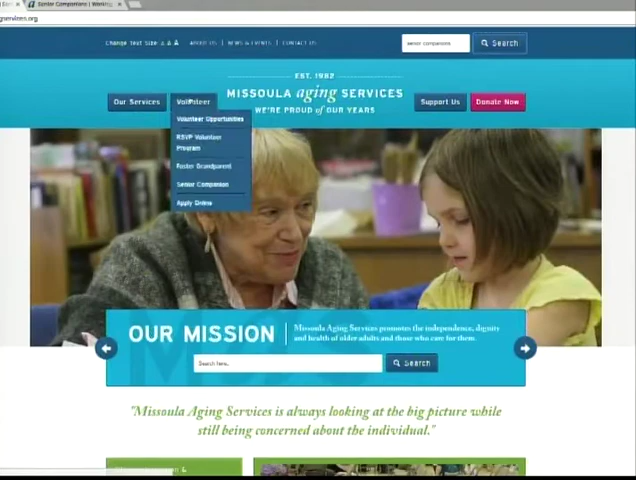 Senior Companions | Missoul
gservices.org
Change Text Size: A A A
ABOUT US | NEWS & EVENTS | CONTACT US
senior companions
Search
EST. 1982
MISSOULA aging SERVICES
WE'RE PROUD of OUR YEARS
Our Services
Volunteer
Support Us
Donate Now
Volunteer Opportunities
RSVP Volunteer
Program
Foster Grandparent
Senior Companion
Apply Online
OUR MISSION
Missoula Aging Services promotes the independence, dignity
and health of older adults and those who care for them.
Search here..
Search
"Missoula Aging Services is always looking at the big picture while
still being concerned about the individual."